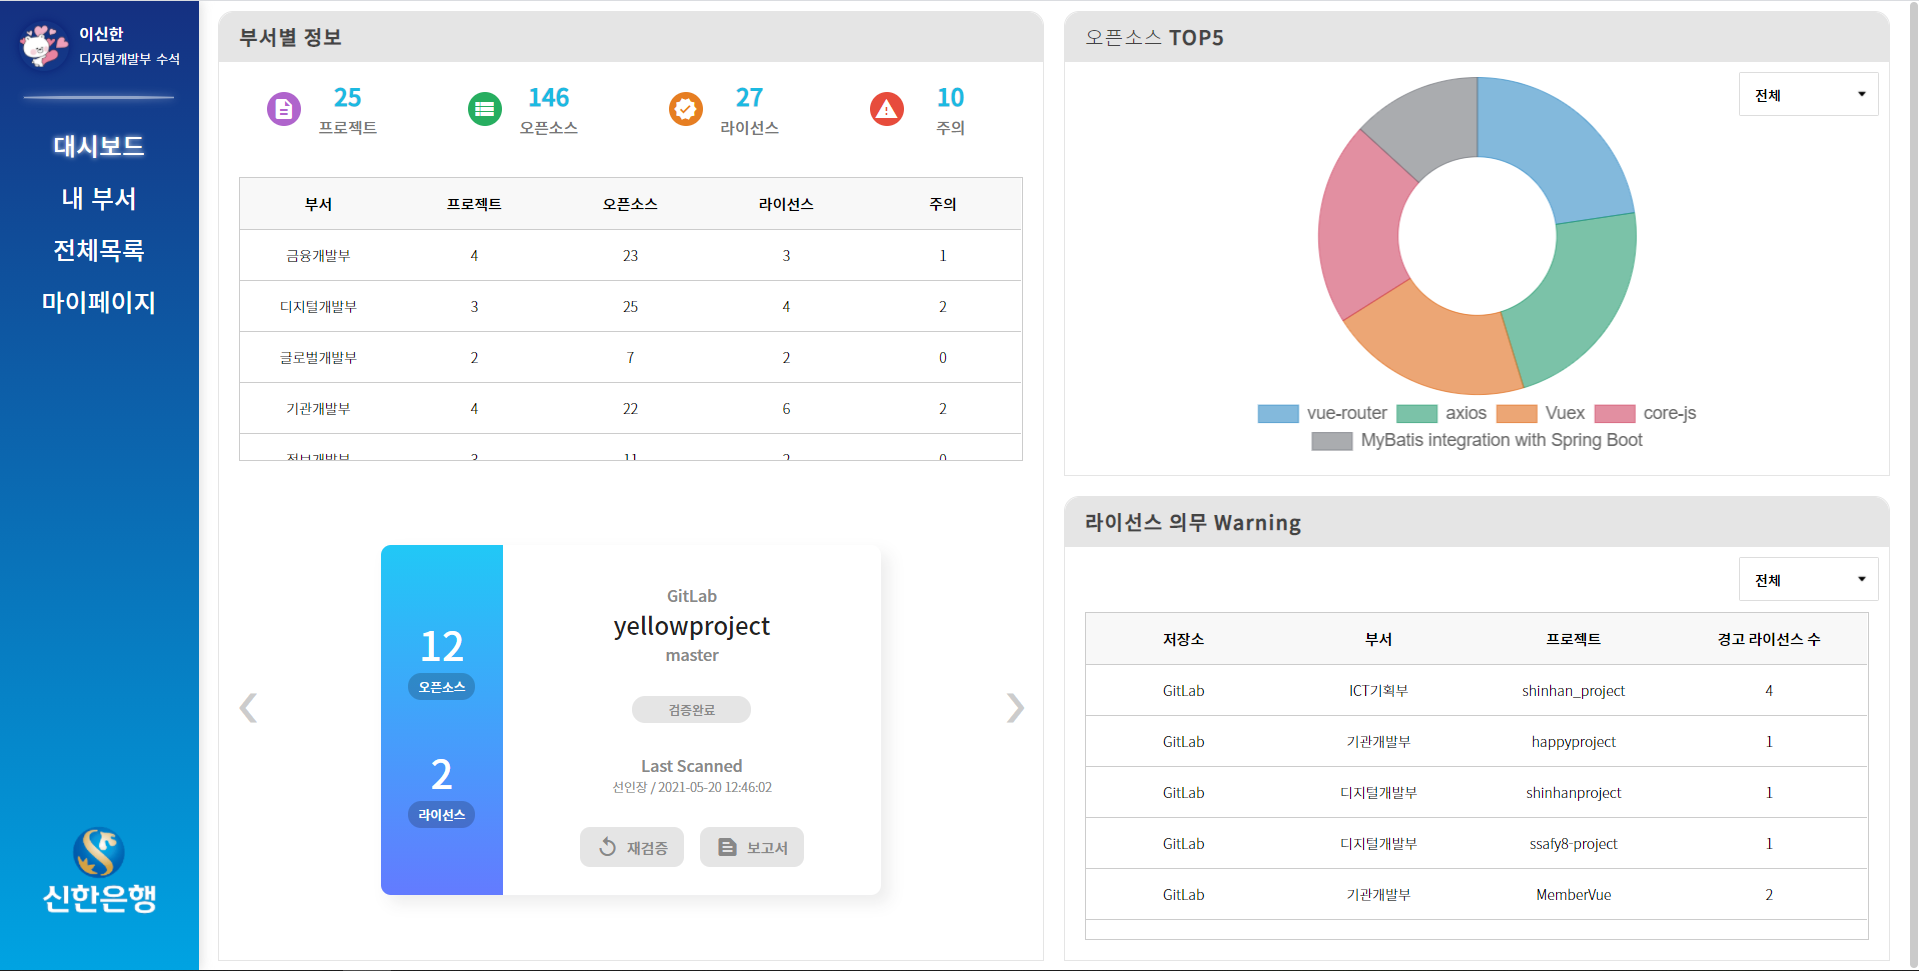 이신한
디지털개발부 수석
대시보드
내 부서
전체목록
마이페이지
신한은행
부서별 정보
25
프로젝트
146
오픈소스
27
라이선스
10
주의
부서 프로젝트 오픈소스 라이선스 주의
금융개발부 4 23 3 1
디지털개발부 3 25 4 2
글로벌개발부 2 7 2 0
기관개발부 4 22 6 2
정보개발부 3 11 2 0
12
오픈소스
2
라이선스
GitLab
yellowproject
master
검증완료
Last Scanned
선인장 / 2021-05-20 12:46:02
재검증
보고서
오픈소스 TOP5
전체
vue-router axios Vuex core-js
MyBatis integration with Spring Boot
라이선스 의무 Warning
전체
저장소 부서 프로젝트 경고 라이선스 수
GitLab ICT기획부 shinhan_project 4
GitLab 기관개발부 happyproject 1
GitLab 디지털개발부 shinhanproject 1
GitLab 디지털개발부 ssafy8-project 1
GitLab 기관개발부 MemberVue 2